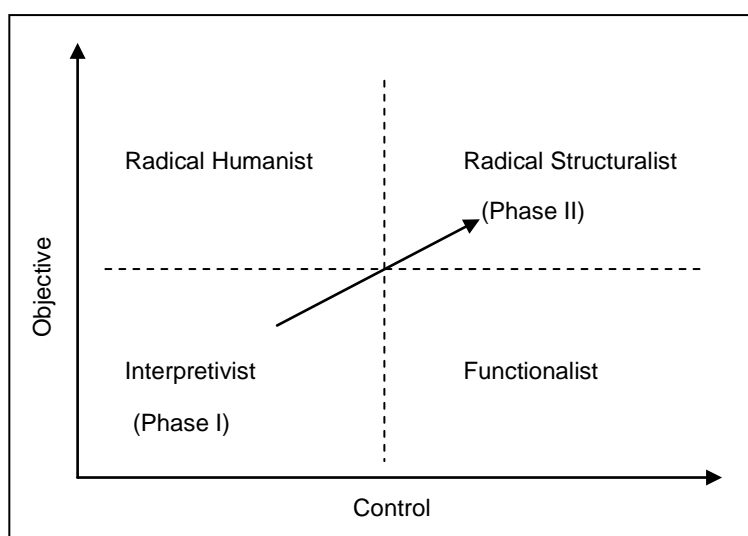 Radical Humanist
Radical Structuralist
(Phase II)
Objective
Interpretivist
(Phase I)
Functionalist
Control